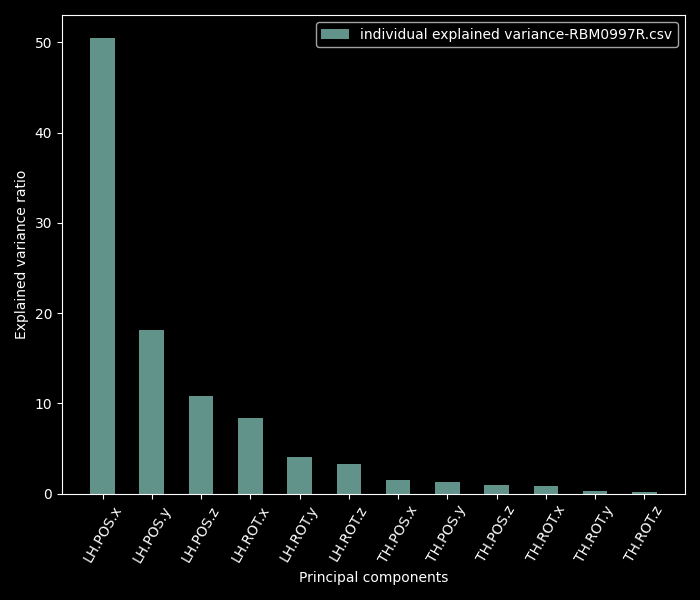 individual explained variance-RBM0997R.csv
Explained variance ratio
50
40
30
20
10
0
LH.POS.x
LH.POS.y
LH.POS.z
LH.ROT.x
LH.ROT.y
LH.ROT.z
TH.POS.x
TH.POS.y
TH.POS.z
TH.ROT.x
TH.ROT.y
TH.ROT.z
Principal components